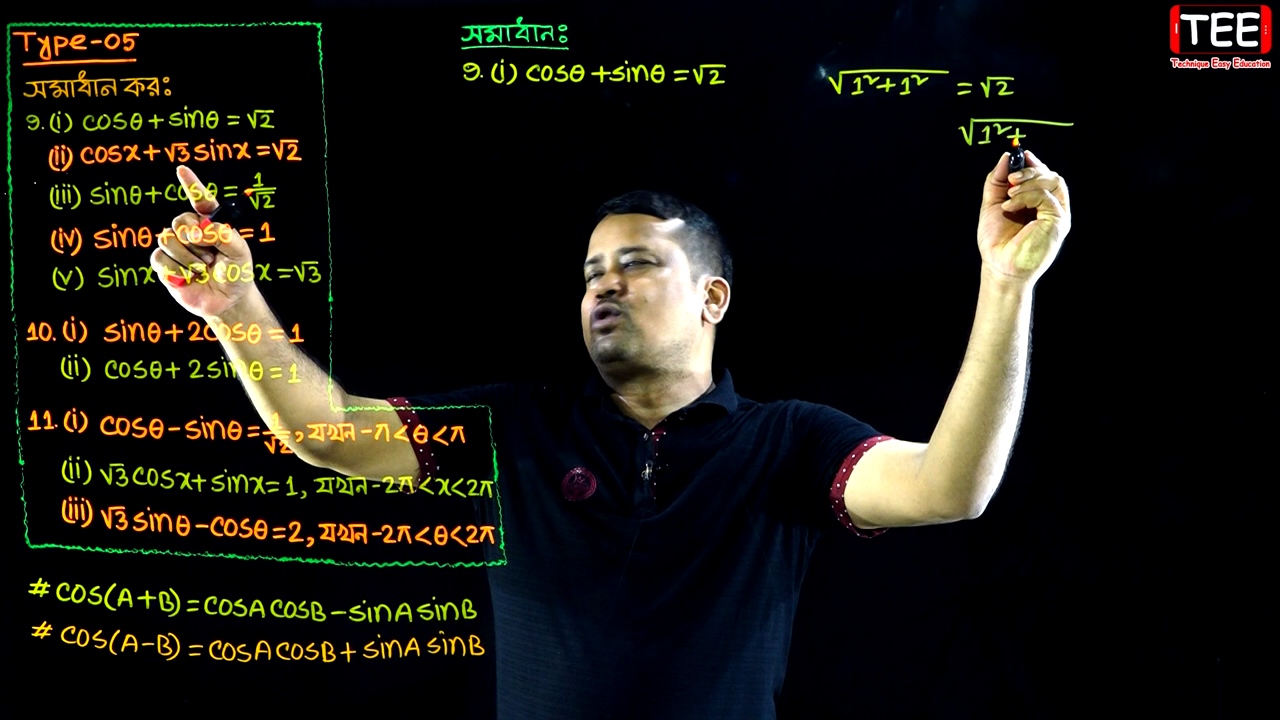 Type-05
সমাধান কর:
9. (i) cosθ + sinθ = √2
(ii) cosx + √3 sinx = √2
(iii) sinθ + cosθ = 1/√2
(iv) sinθ + cosθ = 1
(v) sinx + √3 cosx = √3
10. (i) sinθ + 2cosθ = 1
(ii) cosθ + 2sinθ = 1
11. (i) cosθ - sinθ = 1/√2, যখন -π < θ < π
(ii) √3 cosx + sinx = 1, যখন -2π < x < 2π
(iii) √3 sinθ - cosθ = 2, যখন -2π < θ < 2π
# cos(A+B) = cosA cosB - sinA sinB
# cos(A-B) = cosA cosB + sinA sinB
সমাধান:
9. (i) cosθ + sinθ = √2
√1²+1² = √2
√1²+
TEE
Technique Easy Education